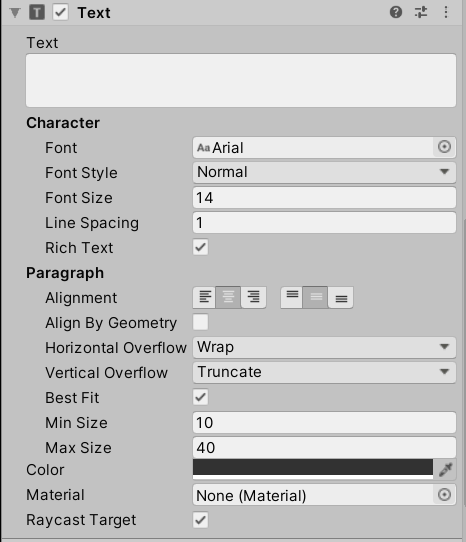 Text
Text
Character
Font Aa Arial
Font Style Normal
Font Size 14
Line Spacing 1
Rich Text
Paragraph
Alignment
Align By Geometry
Horizontal Overflow Wrap
Vertical Overflow Truncate
Best Fit
Min Size 10
Max Size 40
Color
Material None (Material)
Raycast Target